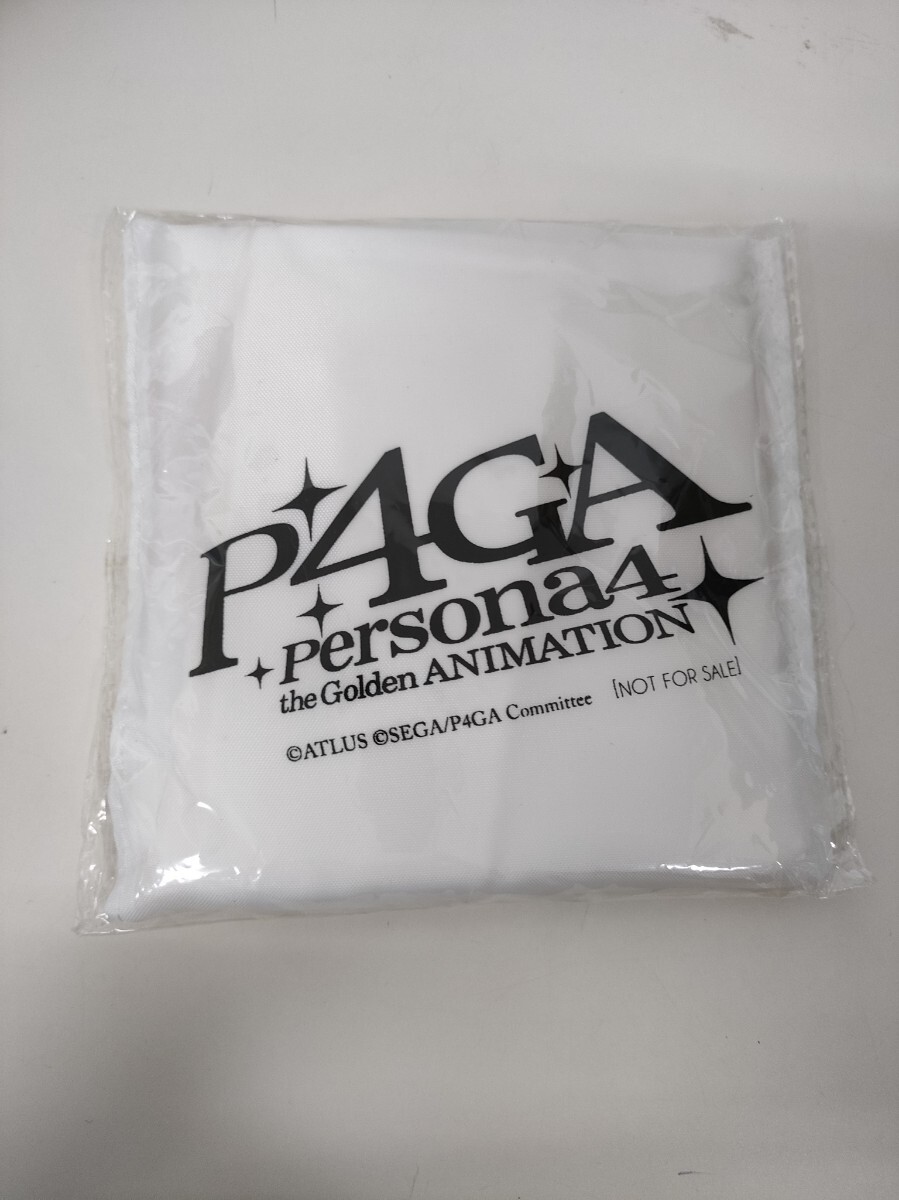 P4GA
Persona4
the Golden ANIMATION
[NOT FOR SALE]
©ATLUS ©SEGA/P4GA Committee